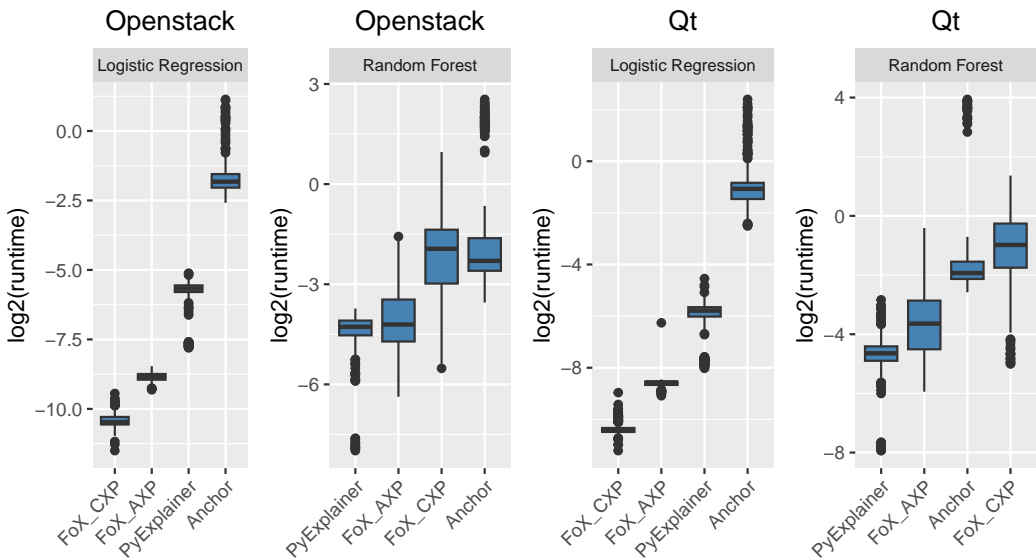 Openstack
Openstack
Qt
Qt
Logistic Regression
Random Forest
Logistic Regression
Random Forest
log2(runtime)
0.0
−2.5
−5.0
−7.5
−10.0
FoX_CXP
FoX_AXP
PyExplainer
Anchor
log2(runtime)
3
0
−3
−6
PyExplainer
FoX_AXP
FoX_CXP
Anchor
log2(runtime)
0
−4
−8
FoX_CXP
FoX_AXP
PyExplainer
Anchor
log2(runtime)
4
0
−4
−8
PyExplainer
FoX_AXP
Anchor
FoX_CXP